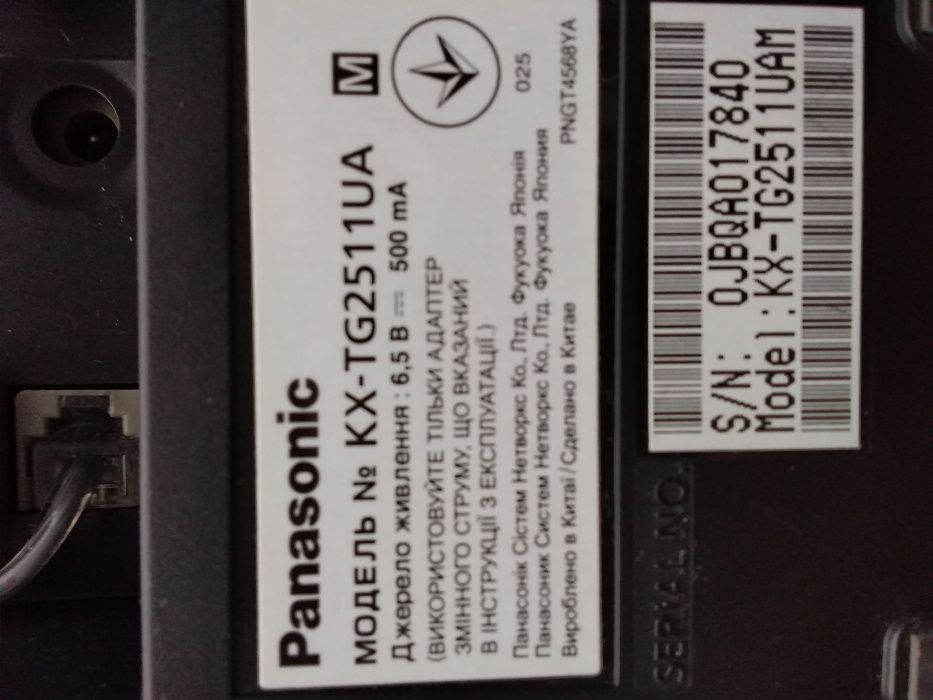 Panasonic
МОДЕЛЬ № KX-TG2511UA M
Джерело живлення : 6,5 В 500 mA
(ВИКОРИСТОВУЙТЕ ТІЛЬКИ АДАПТЕР
ЗМІННОГО СТРУМУ, ЩО ВКАЗАНИЙ
В ІНСТРУКЦІЇ З ЕКСПЛУАТАЦІЇ.)
Панасонік Сістем Нетворкс Ко., Лтд. Фукуока Японія 025
Панасоник Систем Нетворкс Ко., Лтд. Фукуока Япония
Вироблено в Китаї/Сделано в Китае PNGT4568YA
S/N: 0JBQA017840
Model:KX-TG2511UAM
SERIAL NO.